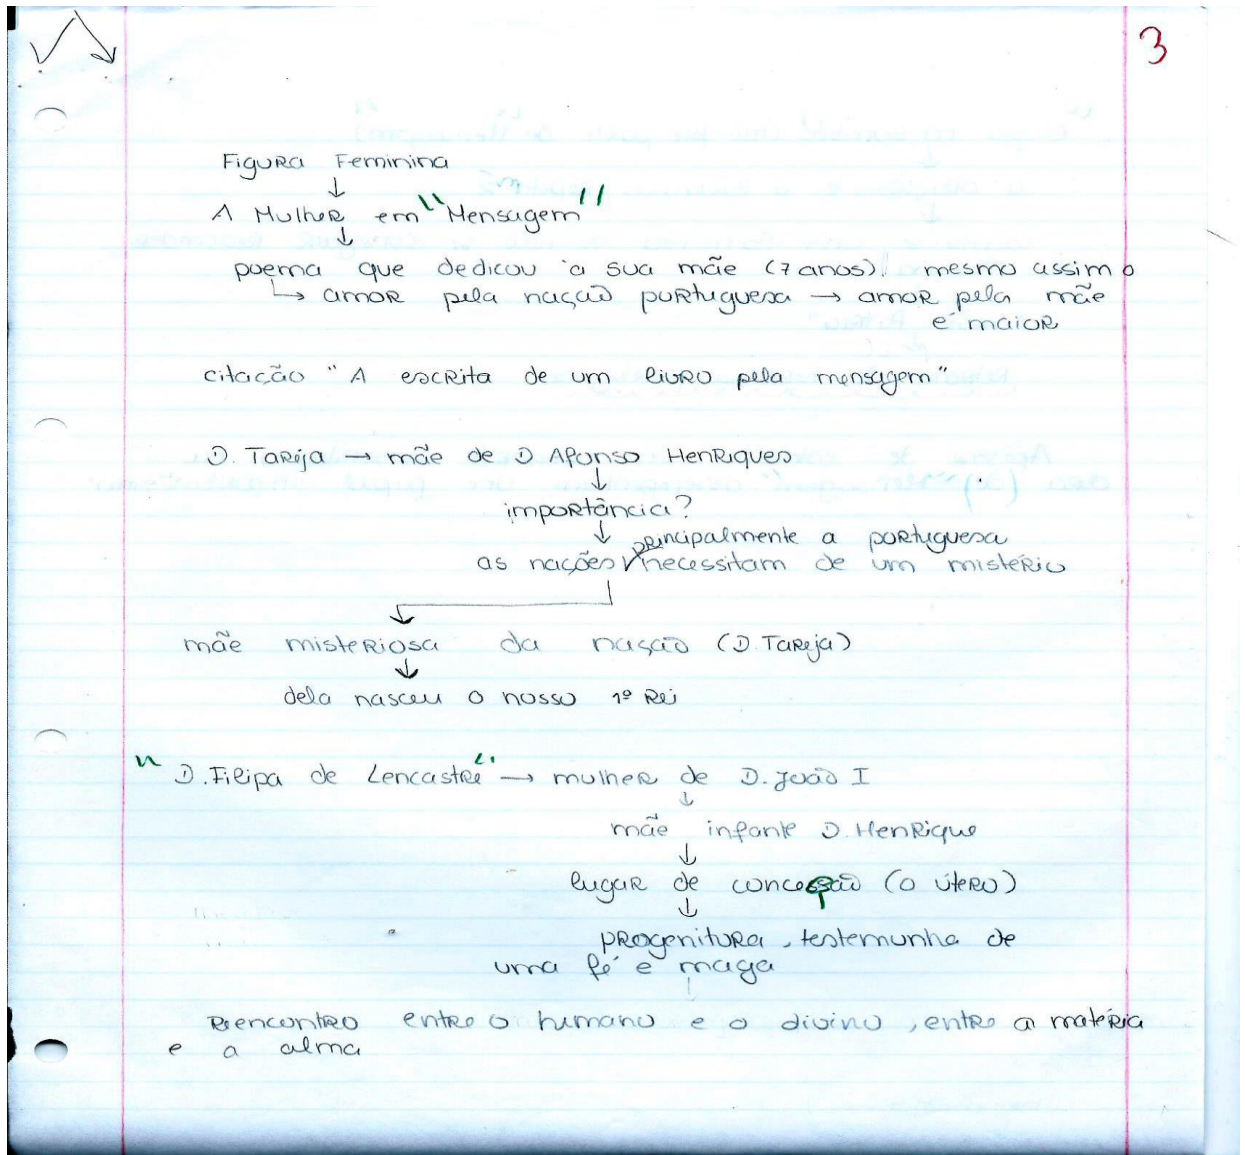 3
Figura Feminina
↓
A Mulher em "Mensagem"
↓
poema que dedicou à sua mãe (7 anos). mesmo assim o
↳ amor pela nação portuguesa → amor pela mãe
é maior
citação "A escrita de um livro pela mensagem"
D. Tareja → mãe de D Afonso Henriques
↓
importância?
↓ principalmente a portuguesa
as nações necessitam de um mistério
↓
mãe misteriosa da nação (D. Tareja)
↓
dela nasceu o nosso 1º Rei
"D. Filipa de Lencastre" → mulher de D. João I
↓
mãe infante D. Henrique
↓
lugar de concepção (o útero)
↓
progenitura, testemunha de
uma fé e maga
Reencontro entre o humano e o divino, entre a matéria
e a alma